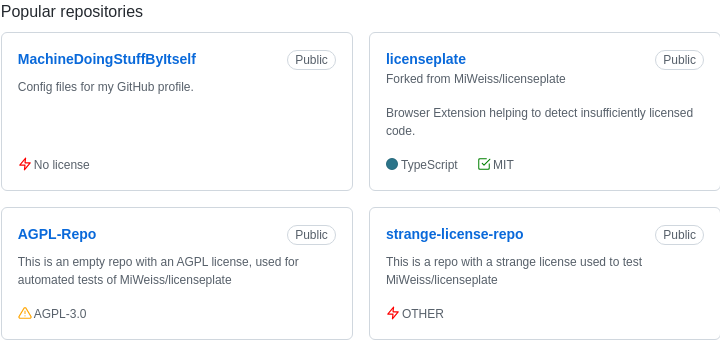 Popular repositories
MachineDoingStuffByItself
Public
Config files for my GitHub profile.
No license
licenseplate
Public
Forked from MiWeiss/licenseplate
Browser Extension helping to detect insufficiently licensed
code.
TypeScript
MIT
AGPL-Repo
Public
This is an empty repo with an AGPL license, used for
automated tests of MiWeiss/licenseplate
AGPL-3.0
strange-license-repo
Public
This is a repo with a strange license used to test
MiWeiss/licenseplate
OTHER